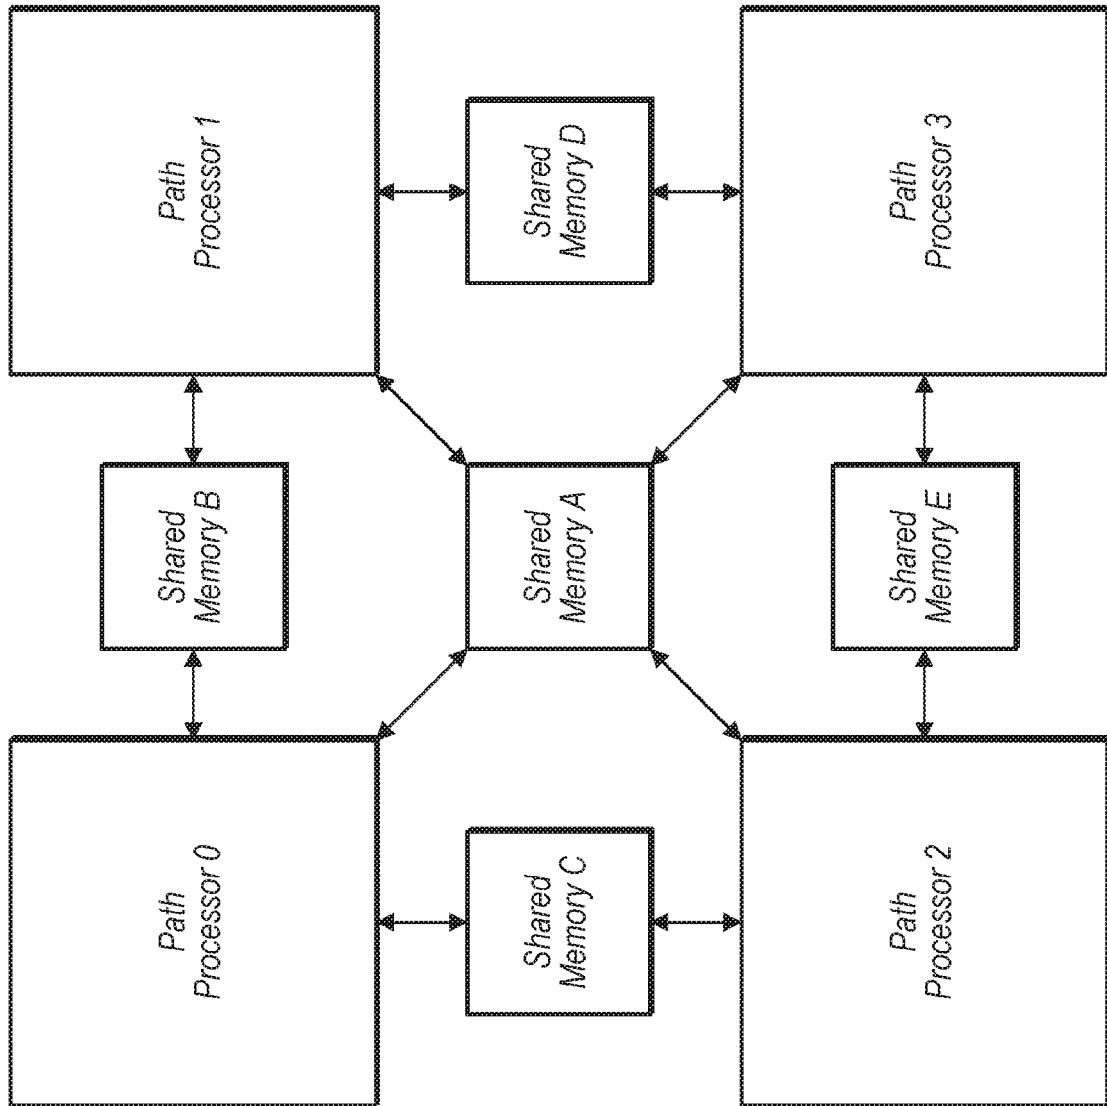 Path
Processor 0
Shared
Memory B
Path
Processor 1
Shared
Memory C
Shared
Memory A
Shared
Memory D
Path
Processor 2
Shared
Memory E
Path
Processor 3